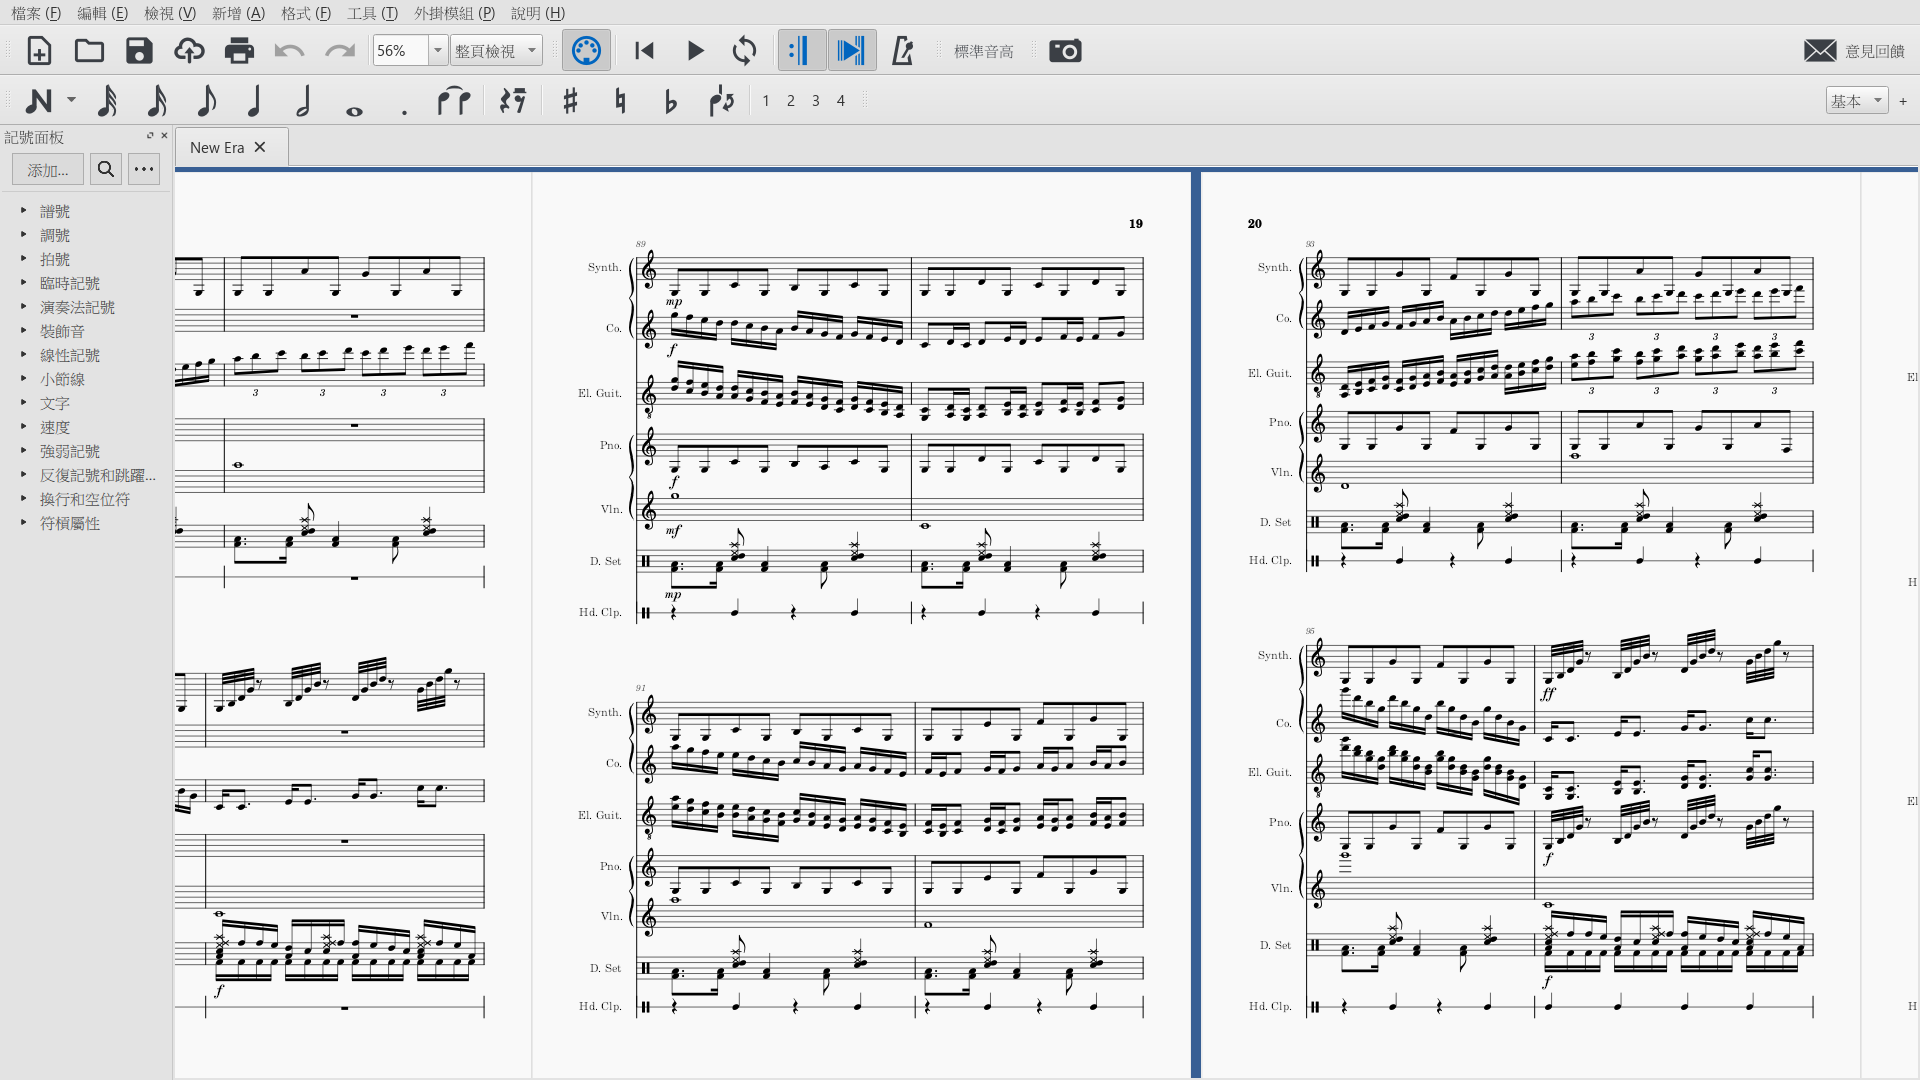 檔案 (F) 編輯 (E) 檢視 (V) 新增 (A) 格式 (F) 工具 (T) 外掛模組 (P) 說明 (H)
56% 整頁檢視 標準音高 意見回饋
1 2 3 4 基本 +
記號面板
New Era
添加...
譜號
調號
拍號
臨時記號
演奏法記號
裝飾音
線性記號
小節線
文字
速度
強弱記號
反復記號和跳躍...
換行和空位符
符槓屬性
3 3 3 3
f
19
89
Synth.
mp
Co.
f
El. Guit.
Pno.
f
Vln.
mf
D. Set
mp
Hd. Clp.
91
Synth.
Co.
El. Guit.
Pno.
Vln.
D. Set
Hd. Clp.
20
93
Synth.
Co.
3 3 3 3
El. Guit.
3 3 3 3
Pno.
Vln.
D. Set
Hd. Clp.
95
Synth.
ff
Co.
El. Guit.
Pno.
f
Vln.
D. Set
f
Hd. Clp.
El
H
El
H